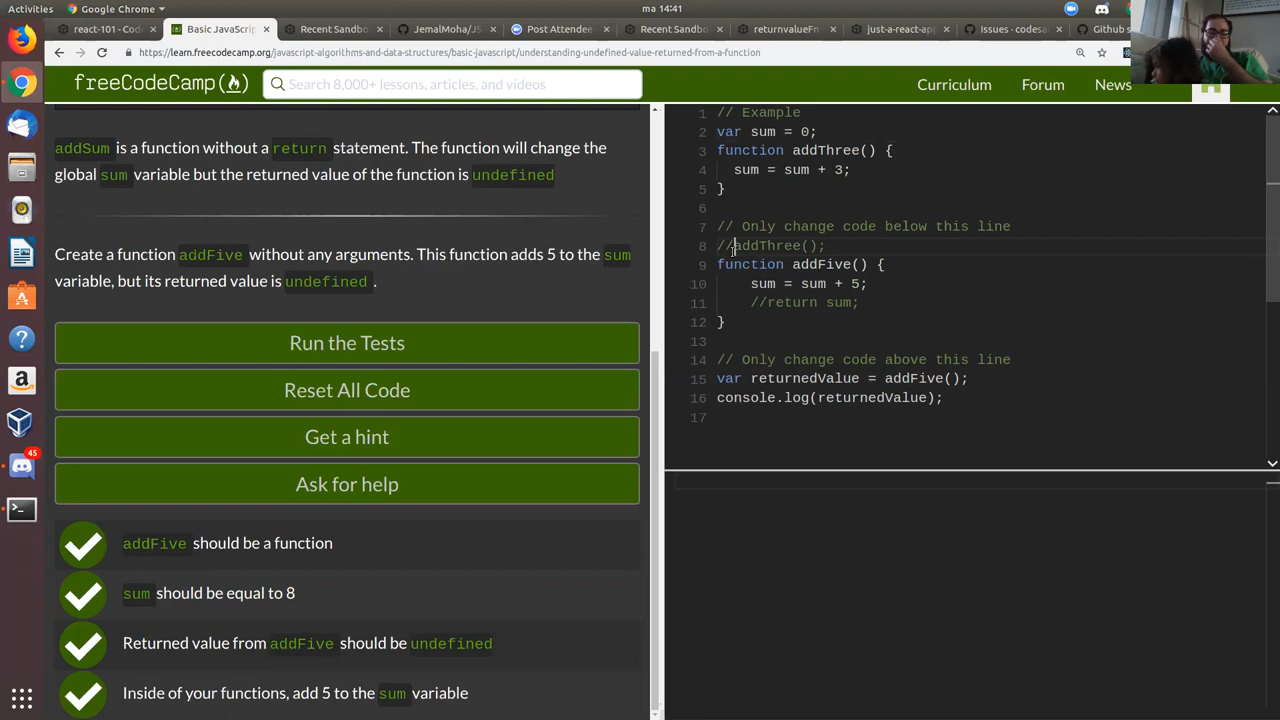 Activities
Google Chrome
ma 14:41
react-101 - Code
Basic JavaScrip
Recent Sandbo
JemalMoha/JS-
Post Attendee
Recent Sandbo
returnvalueFn
just-a-react-app
Issues - codesa
Github s
https://learn.freecodecamp.org/javascript-algorithms-and-data-structures/basic-javascript/understanding-undefined-value-returned-from-a-function
freeCodeCamp
Search 8,000+ lessons, articles, and videos
Curriculum
Forum
News
addSum is a function without a return statement. The function will change the
global sum variable but the returned value of the function is undefined
Create a function addFive without any arguments. This function adds 5 to the sum
variable, but its returned value is undefined .
Run the Tests
Reset All Code
Get a hint
Ask for help
addFive should be a function
sum should be equal to 8
Returned value from addFive should be undefined
Inside of your functions, add 5 to the sum variable
45
1 // Example
2 var sum = 0;
3 function addThree() {
4 sum = sum + 3;
5 }
6
7 // Only change code below this line
8 //addThree();
9 function addFive() {
10 sum = sum + 5;
11 //return sum;
12 }
13
14 // Only change code above this line
15 var returnedValue = addFive();
16 console.log(returnedValue);
17